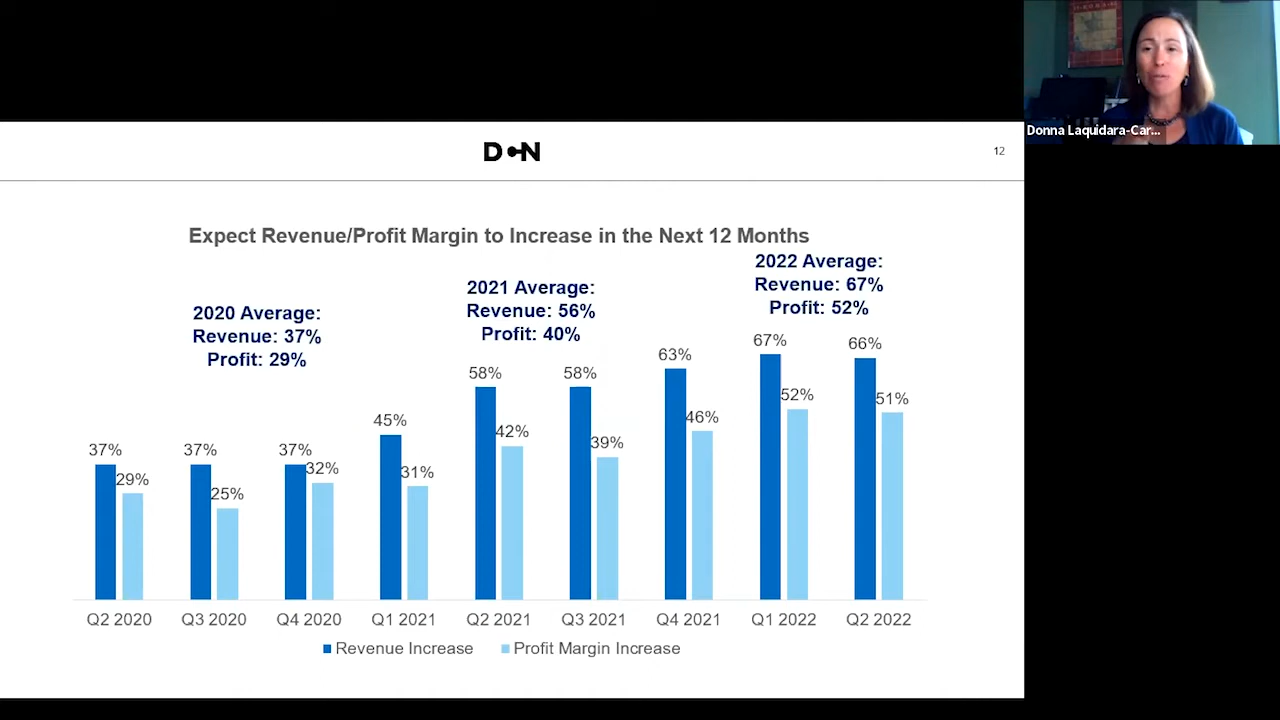 Donna Laquidara-Car...
D N
12
Expect Revenue/Profit Margin to Increase in the Next 12 Months
2020 Average:
Revenue: 37%
Profit: 29%
2021 Average:
Revenue: 56%
Profit: 40%
2022 Average:
Revenue: 67%
Profit: 52%
37% 29% 37% 25% 37% 32% 45% 31% 58% 42% 58% 39% 63% 46% 67% 52% 66% 51%
Q2 2020 Q3 2020 Q4 2020 Q1 2021 Q2 2021 Q3 2021 Q4 2021 Q1 2022 Q2 2022
Revenue Increase Profit Margin Increase